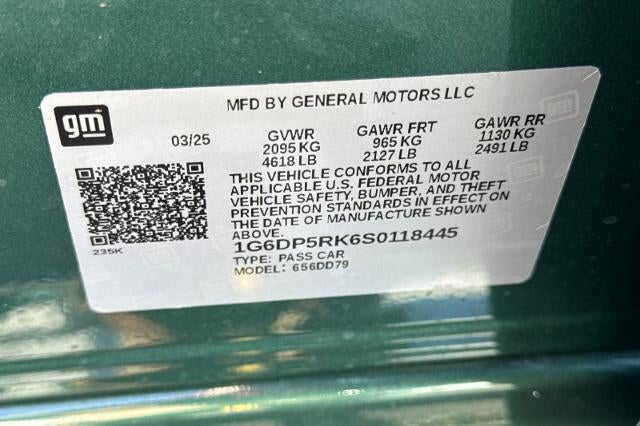 MFD BY GENERAL MOTORS LLC
gm
03/25 GVWR GAWR FRT GAWR RR
2095 KG 965 KG 1130 KG
4618 LB 2127 LB 2491 LB
THIS VEHICLE CONFORMS TO ALL
APPLICABLE U.S. FEDERAL MOTOR
VEHICLE SAFETY, BUMPER, AND THEFT
PREVENTION STANDARDS IN EFFECT ON
THE DATE OF MANUFACTURE SHOWN
ABOVE.
235K
1G6DP5RK6S0118445
TYPE: PASS CAR
MODEL: 656DD79